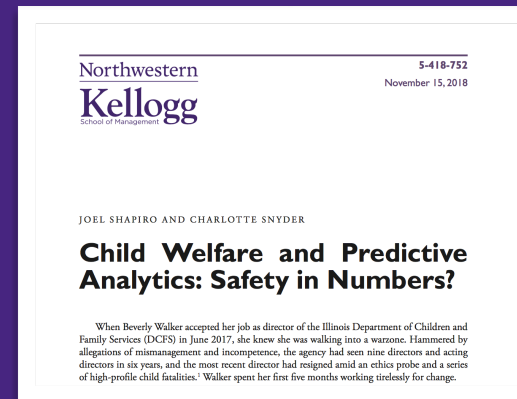 Northwestern
Kellogg
School of Management
5-418-752
November 15, 2018
JOEL SHAPIRO AND CHARLOTTE SNYDER
Child Welfare and Predictive
Analytics: Safety in Numbers?
When Beverly Walker accepted her job as director of the Illinois Department of Children and
Family Services (DCFS) in June 2017, she knew she was walking into a warzone. Hammered by
allegations of mismanagement and incompetence, the agency had seen nine directors and acting
directors in six years, and the most recent director had resigned amid an ethics probe and a series
of high-profile child fatalities.¹ Walker spent her first five months working tirelessly for change.